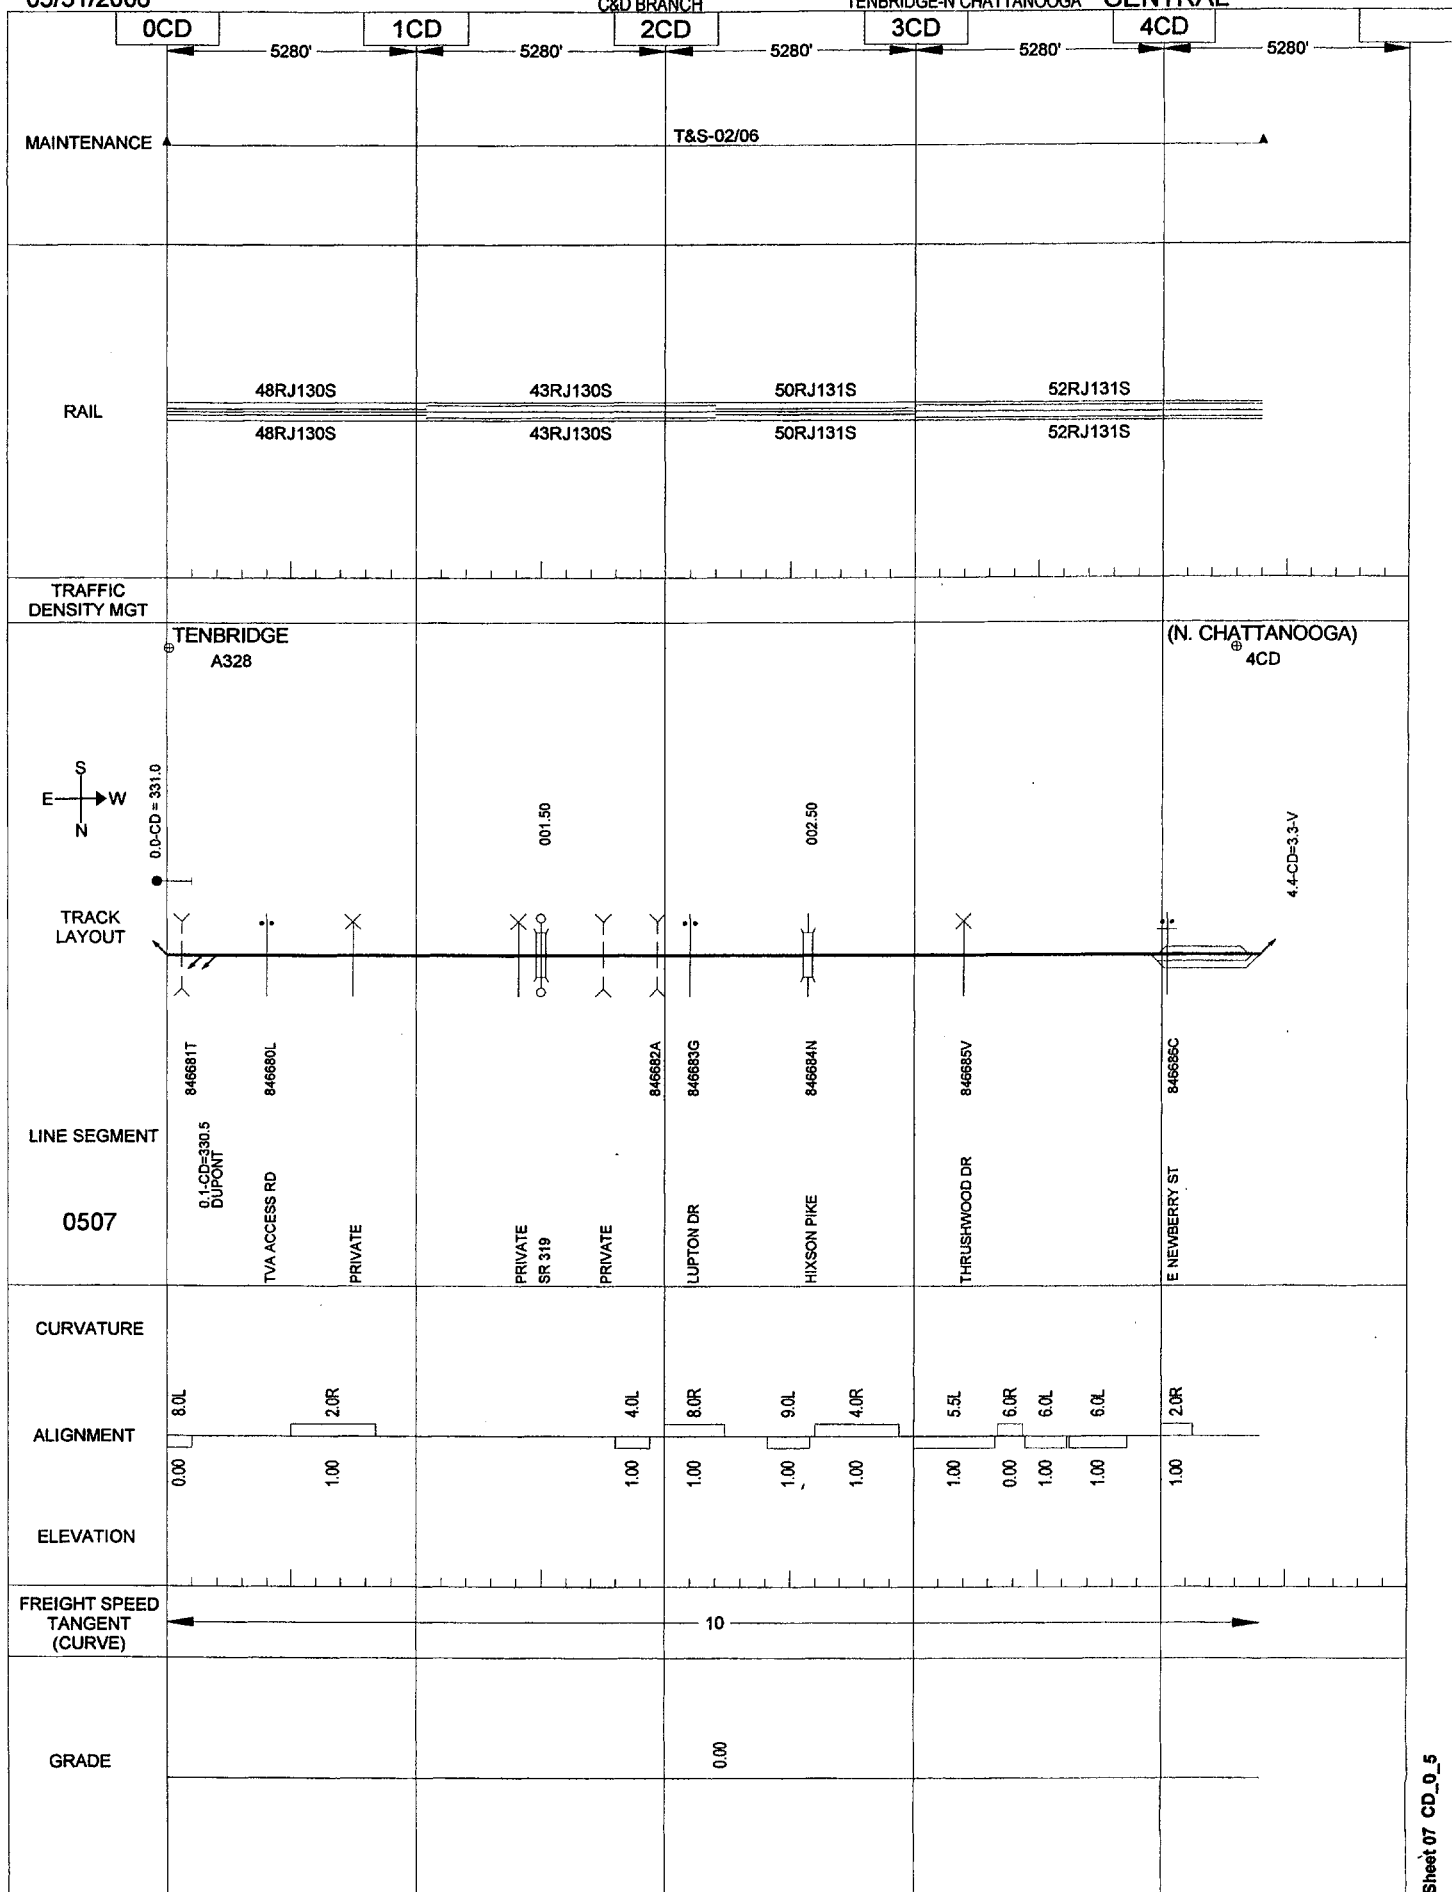 C&D BRANCH
TENBRIDGE-N CHATTANOOGA CENTRAL
0CD 1CD 2CD 3CD 4CD
5280' 5280' 5280' 5280' 5280'
MAINTENANCE
T&S-02/06
48RJ130S 43RJ130S 50RJ131S 52RJ131S
RAIL
48RJ130S 43RJ130S 50RJ131S 52RJ131S
TRAFFIC
DENSITY MGT
TENBRIDGE
A328
(N. CHATTANOOGA)
4CD
S
E W
N
0.0-CD = 331.0
001.50
002.50
4.4-CD=3.3-V
TRACK
LAYOUT
846681T
846680L
846682A
846683G
846684N
846685V
846686C
LINE SEGMENT
0507
0.1-CD=330.5
DUPONT
TVA ACCESS RD
PRIVATE
PRIVATE
SR 319
PRIVATE
LUPTON DR
HIXSON PIKE
THRUSHWOOD DR
E NEWBERRY ST
CURVATURE
8.0L 2.0R 4.0L 8.0R 9.0L 4.0R 5.5L 6.0R 6.0L 6.0L 2.0R
ALIGNMENT
0.00 1.00 1.00 1.00 1.00 1.00 1.00 0.00 1.00 1.00 1.00
ELEVATION
FREIGHT SPEED
TANGENT
(CURVE)
10
GRADE
0.00
Sheet 07 CD_0_5